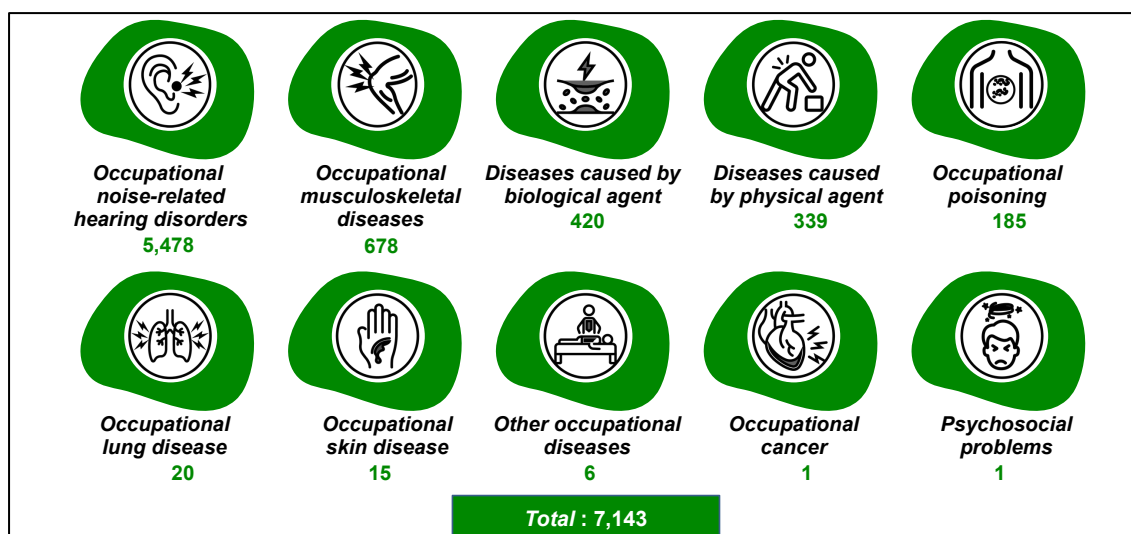 Occupational
noise-related
hearing disorders
5,478
Occupational
musculoskeletal
diseases
678
Diseases caused by
biological agent
420
Diseases caused
by physical agent
339
Occupational
poisoning
185
Occupational
lung disease
20
Occupational
skin disease
15
Other occupational
diseases
6
Occupational
cancer
1
Psychosocial
problems
1
Total : 7,143